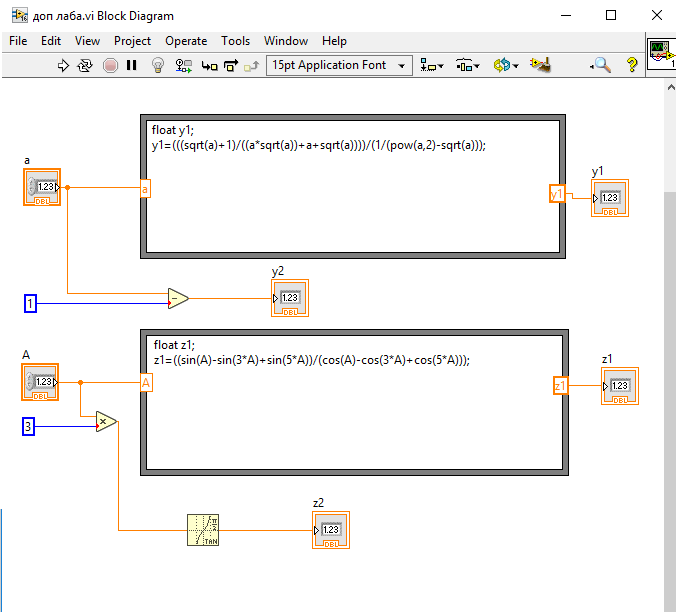 доп лаба.vi Block Diagram
File Edit View Project Operate Tools Window Help
15pt Application Font
float y1;
y1=(((sqrt(a)+1)/((a*sqrt(a))+a+sqrt(a))))/(1/(pow(a,2)-sqrt(a)));
a
1.23
DBL
a
y1
y1
1.23
DBL
1
y2
1.23
DBL
float z1;
z1=((sin(A)-sin(3*A)+sin(5*A))/(cos(A)-cos(3*A)+cos(5*A)));
A
1.23
DBL
A
z1
z1
1.23
DBL
3
TAN
z2
1.23
DBL